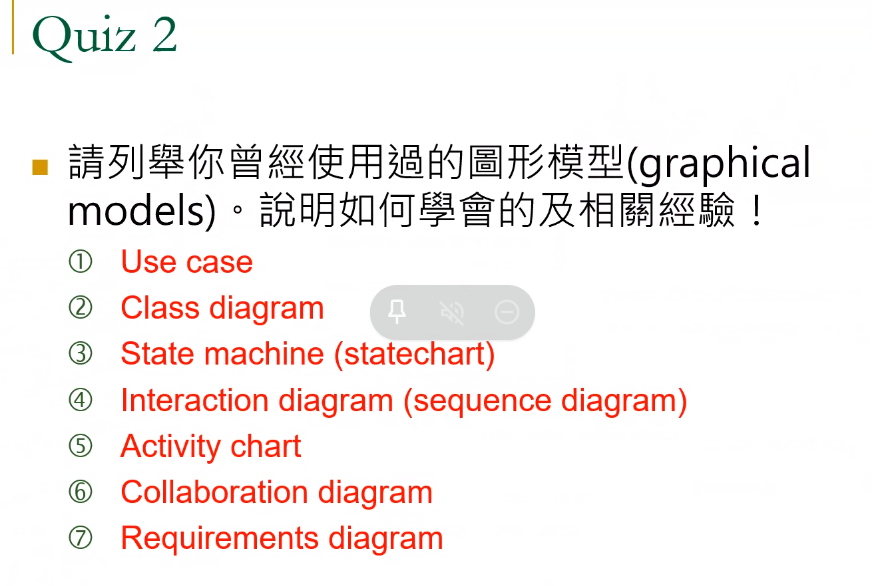 Quiz 2
請列舉你曾經使用過的圖形模型(graphical
models)。說明如何學會的及相關經驗！
① Use case
② Class diagram
③ State machine (statechart)
④ Interaction diagram (sequence diagram)
⑤ Activity chart
⑥ Collaboration diagram
⑦ Requirements diagram